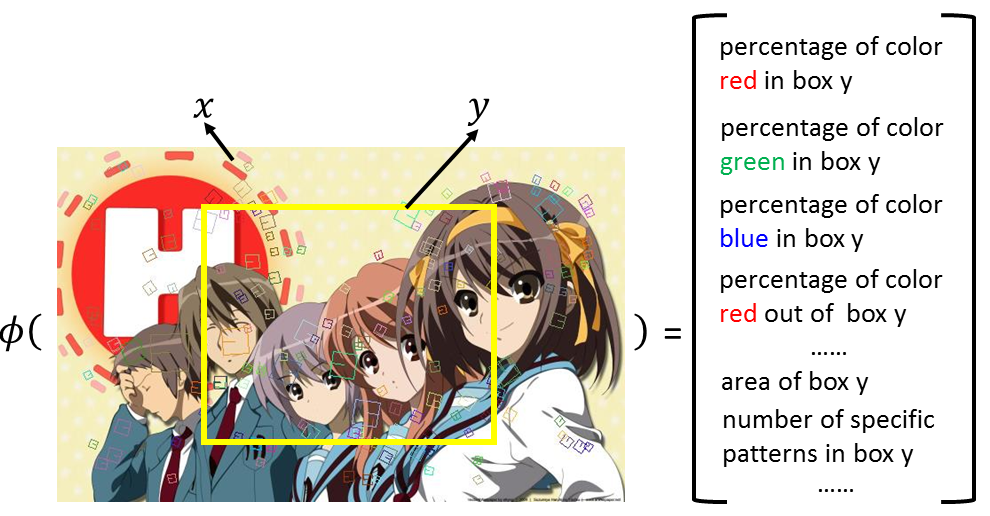 x
y
H
ϕ( ) =
percentage of color
red in box y
percentage of color
green in box y
percentage of color
blue in box y
percentage of color
red out of box y
……
area of box y
number of specific
patterns in box y
……